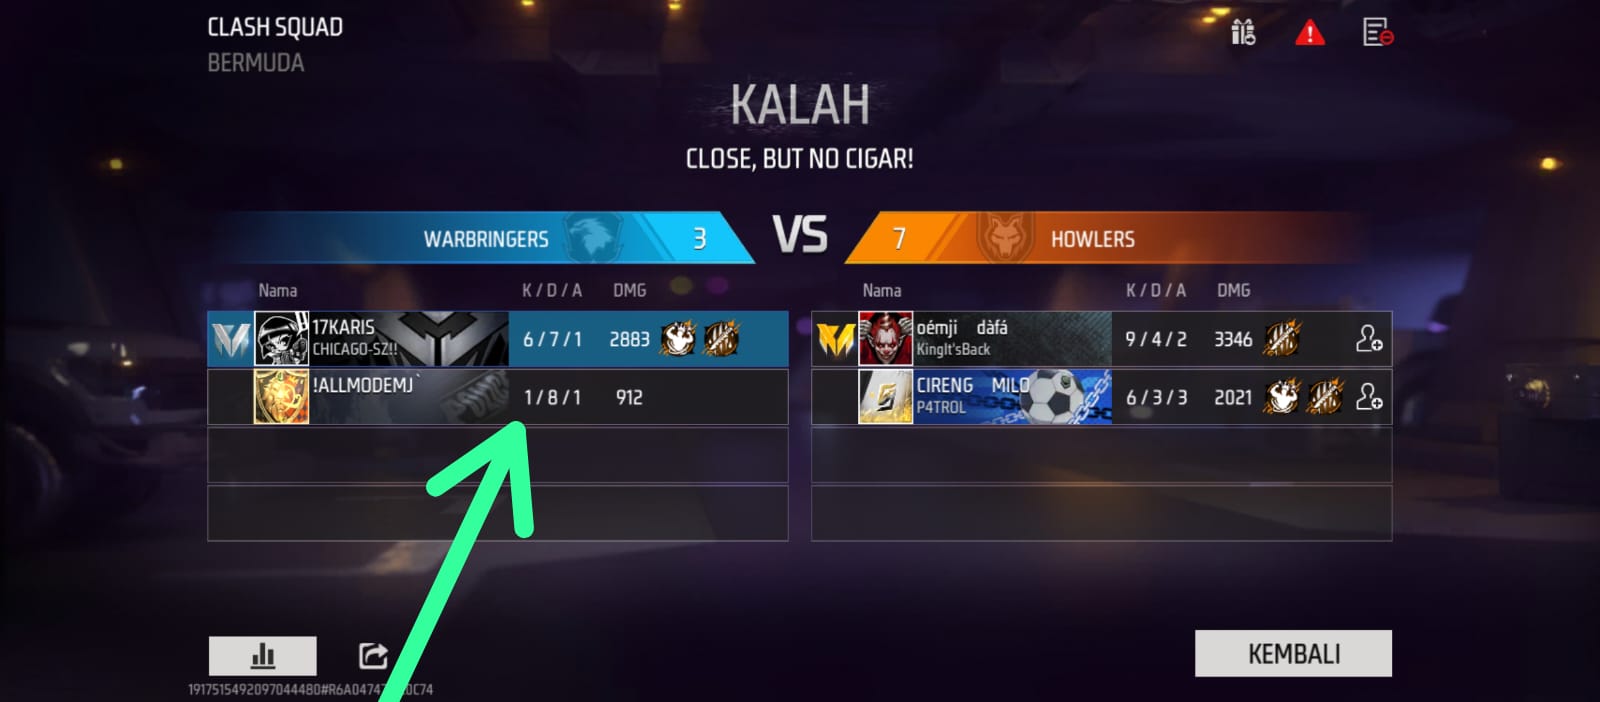 CLASH SQUAD
BERMUDA
KALAH
CLOSE, BUT NO CIGAR!
WARBRINGERS 3 VS 7 HOWLERS
Nama K / D / A DMG Nama K / D / A DMG
17KARIS
CHICAGO-SZ!! 6 / 7 / 1 2883
oémji dàfá
KingIt'sBack 9 / 4 / 2 3346
!ALLMODEMJ` 1 / 8 / 1 912
CIRENG MILO
P4TROL 6 / 3 / 3 2021
KEMBALI